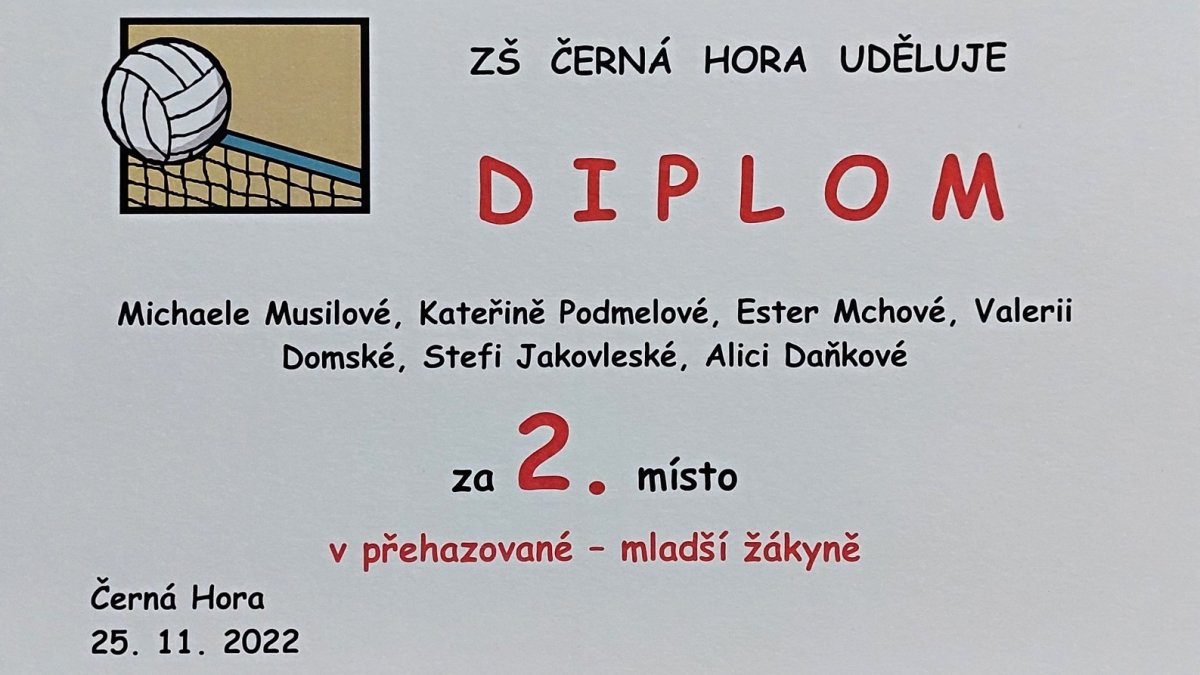 ZŠ ČERNÁ HORA UDĚLUJE
DIPLOM
Michaele Musilové, Kateřině Podmelové, Ester Mchové, Valerii
Domské, Stefi Jakovleské, Alici Daňkové
za 2. místo
v přehazované – mladší žákyně
Černá Hora
25. 11. 2022